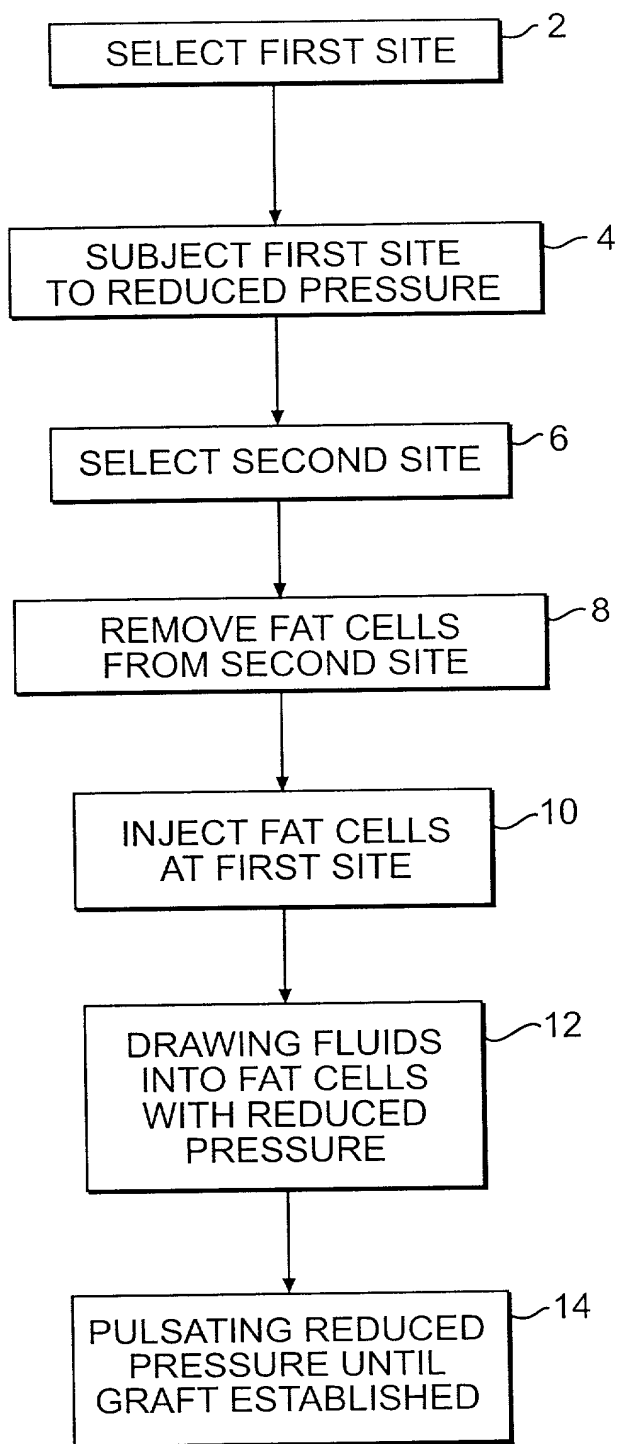 SELECT FIRST SITE
2
SUBJECT FIRST SITE
TO REDUCED PRESSURE
4
SELECT SECOND SITE
6
REMOVE FAT CELLS
FROM SECOND SITE
8
INJECT FAT CELLS
AT FIRST SITE
10
DRAWING FLUIDS
INTO FAT CELLS
WITH REDUCED
PRESSURE
12
PULSATING REDUCED
PRESSURE UNTIL
GRAFT ESTABLISHED
14